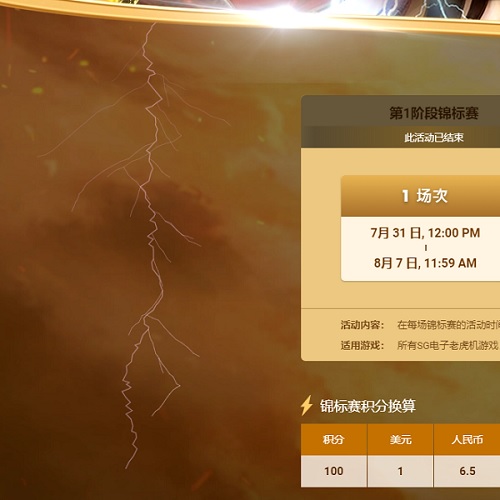 第1阶段锦标赛
此活动已结束
1 场次
7月 31 日, 12:00 PM
8月 7 日, 11:59 AM
活动内容： 在每场锦标赛的活动时
适用游戏： 所有SG电子老虎机游戏
锦标赛积分换算
积分 美元 人民币
100 1 6.5